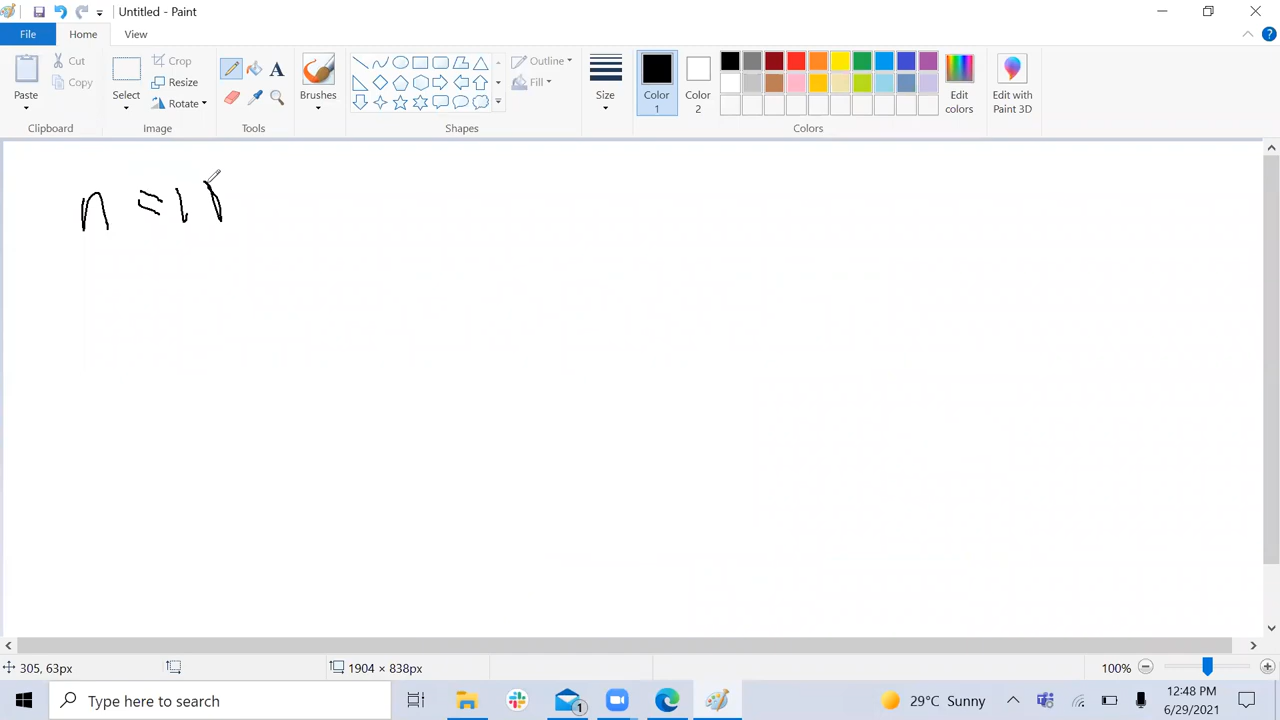 Untitled - Paint
File Home View
Paste
Cut
Copy
Clipboard
Select
Crop
Resize
Rotate
Image
Tools
Brushes
Outline
Fill
Shapes
Size
Color 1
Color 2
Edit colors
Colors
Edit with Paint 3D
n = 11
305, 63px
1904 × 838px
100%
Type here to search
1
29°C Sunny
12:48 PM
6/29/2021